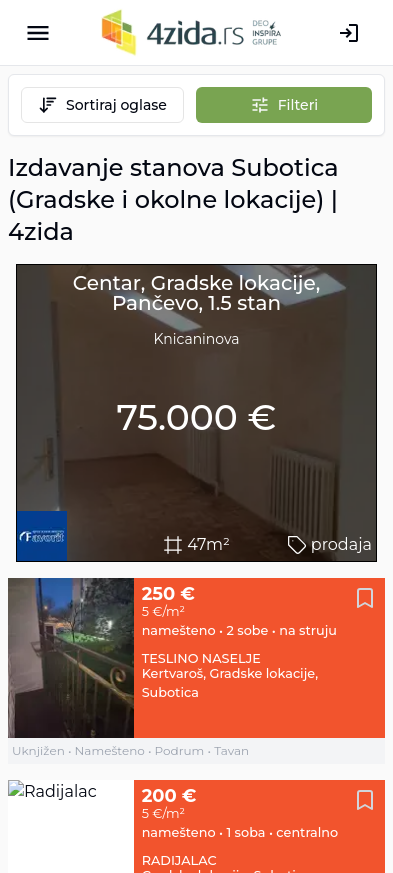 4zida.rs
DEO
INSPIRA
GRUPE
Sortiraj oglase
Filteri
Izdavanje stanova Subotica
(Gradske i okolne lokacije) |
4zida
Centar, Gradske lokacije,
Pančevo, 1.5 stan
Knicaninova
75.000 €
Favorit
47m²
prodaja
250 €
5 €/m²
namešteno • 2 sobe • na struju
TESLINO NASELJE
Kertvaroš, Gradske lokacije,
Subotica
Uknjižen • Namešteno • Podrum • Tavan
Radijalac
200 €
5 €/m²
namešteno • 1 soba • centralno
RADIJALAC